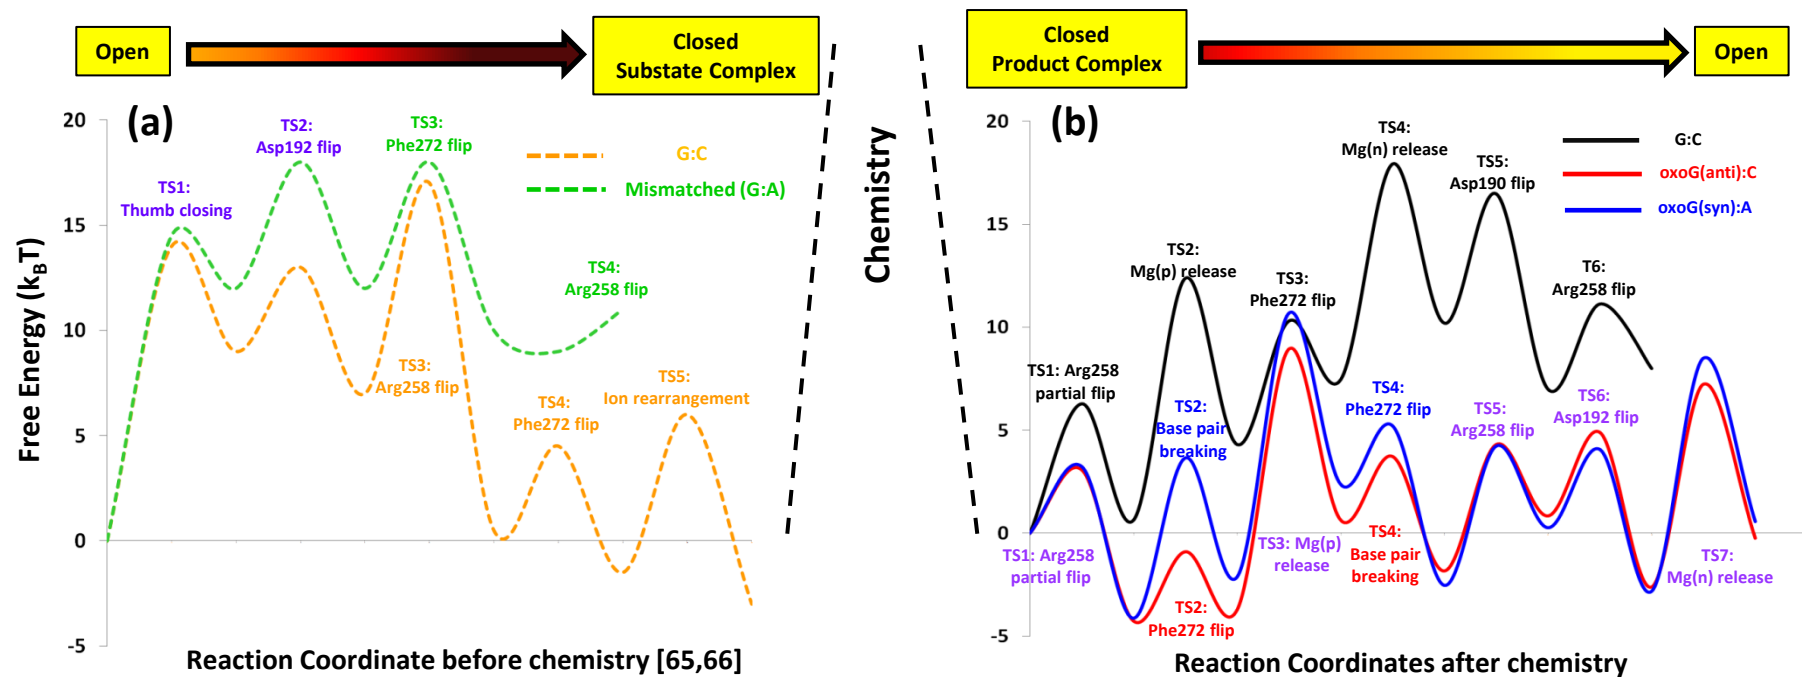 Open
Closed
Substate Complex
Closed
Product Complex
Open
(a)
20
15
10
5
0
-5
Free Energy (kBT)
TS1:
Thumb closing
TS2:
Asp192 flip
TS3:
Phe272 flip
G:C
Mismatched (G:A)
TS4:
Arg258 flip
TS3:
Arg258 flip
TS4:
Phe272 flip
TS5:
Ion rearrangement
Reaction Coordinate before chemistry [65,66]
Chemistry
(b)
20
15
10
5
0
-5
TS1: Arg258
partial flip
TS2:
Mg(p) release
TS3:
Phe272 flip
TS4:
Mg(n) release
TS5:
Asp190 flip
T6:
Arg258 flip
G:C
oxoG(anti):C
oxoG(syn):A
TS2:
Base pair
breaking
TS4:
Phe272 flip
TS5:
Arg258 flip
TS6:
Asp192 flip
TS1: Arg258
partial flip
TS2:
Phe272 flip
TS3: Mg(p)
release
TS4:
Base pair
breaking
TS7:
Mg(n) release
Reaction Coordinates after chemistry